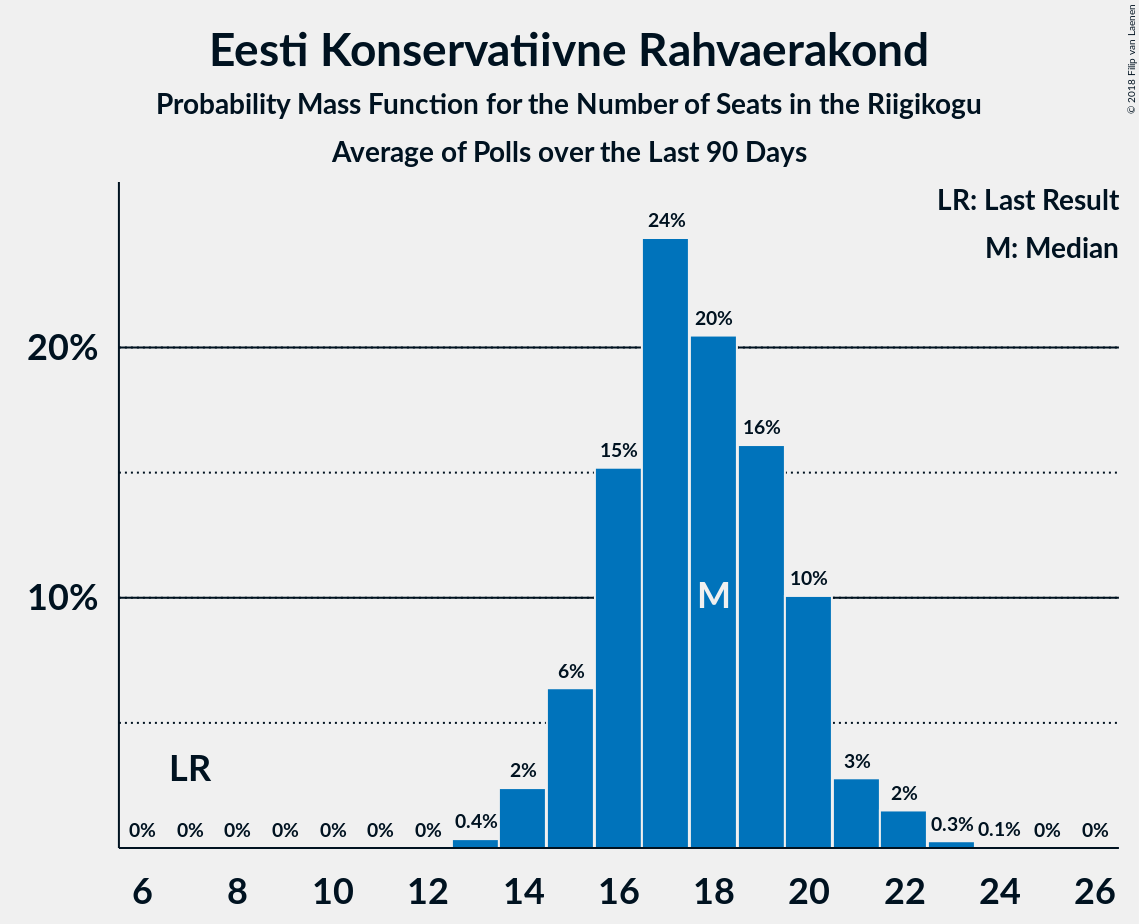 Eesti Konservatiivne Rahvaerakond
Probability Mass Function for the Number of Seats in the Riigikogu
Average of Polls over the Last 90 Days
© 2018 Filip van Laenen
LR: Last Result
M: Median
24%
20%
20%
16%
15%
10%
10%
M
6%
LR
2%
3%
2%
0% 0% 0% 0% 0% 0% 0% 0.4% 0.3% 0.1% 0% 0%
6 8 10 12 14 16 18 20 22 24 26